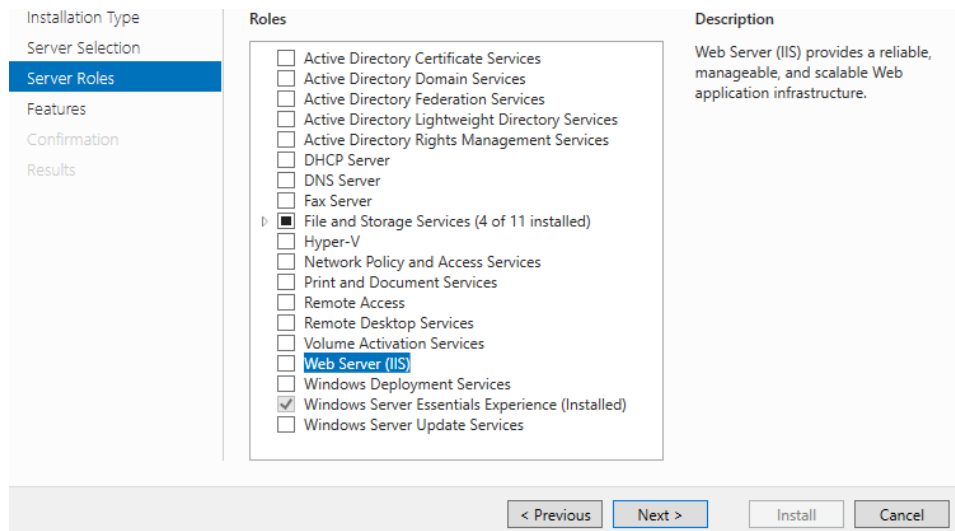 Installation Type
Server Selection
Server Roles
Features
Confirmation
Results
Roles
Active Directory Certificate Services
Active Directory Domain Services
Active Directory Federation Services
Active Directory Lightweight Directory Services
Active Directory Rights Management Services
DHCP Server
DNS Server
Fax Server
File and Storage Services (4 of 11 installed)
Hyper-V
Network Policy and Access Services
Print and Document Services
Remote Access
Remote Desktop Services
Volume Activation Services
Web Server (IIS)
Windows Deployment Services
Windows Server Essentials Experience (Installed)
Windows Server Update Services
Description
Web Server (IIS) provides a reliable,
manageable, and scalable Web
application infrastructure.
< Previous
Next >
Install
Cancel